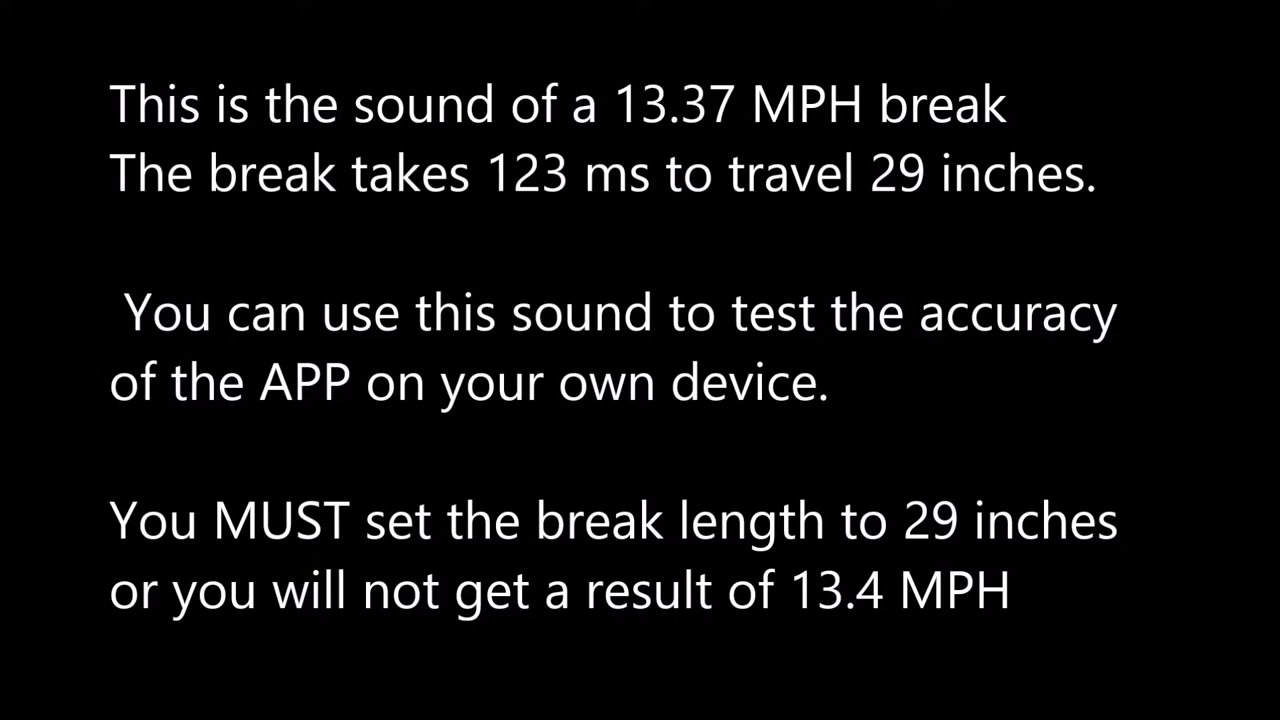 This is the sound of a 13.37 MPH break
The break takes 123 ms to travel 29 inches.
You can use this sound to test the accuracy
of the APP on your own device.
You MUST set the break length to 29 inches
or you will not get a result of 13.4 MPH